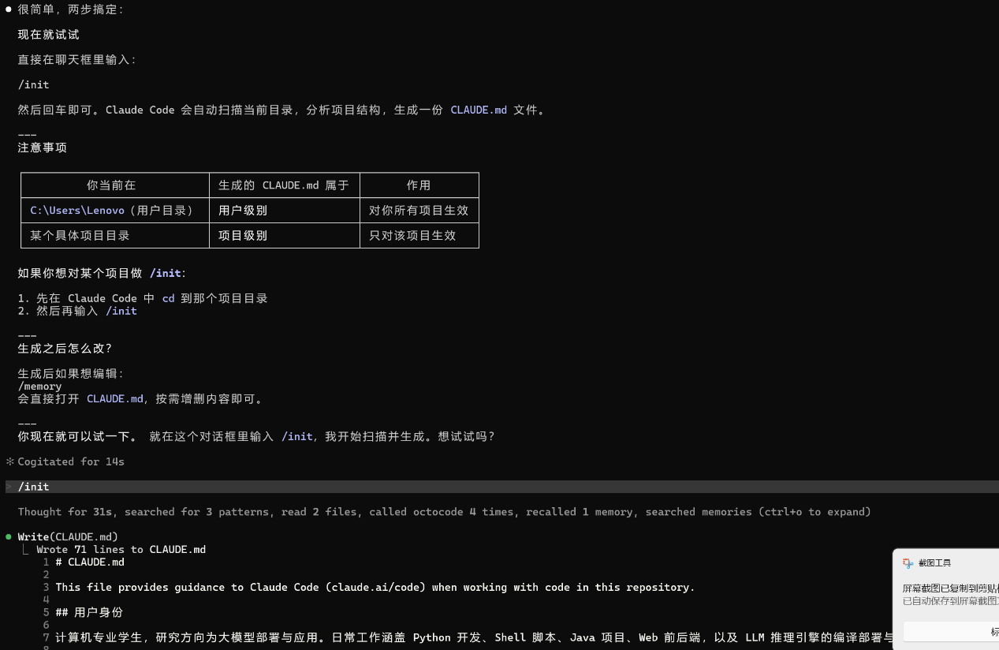 ● 很简单，两步搞定：
现在就试试
直接在聊天框里输入：
/init
然后回车即可。Claude Code 会自动扫描当前目录，分析项目结构，生成一份 CLAUDE.md 文件。
---
注意事项
你当前在 生成的 CLAUDE.md 属于 作用
C:\Users\Lenovo（用户目录） 用户级别 对你所有项目生效
某个具体项目目录 项目级别 只对该项目生效
如果你想对某个项目做 /init：
1. 先在 Claude Code 中 cd 到那个项目目录
2. 然后再输入 /init
---
生成之后怎么改？
生成后如果想编辑：
/memory
会直接打开 CLAUDE.md，按需增删内容即可。
---
你现在就可以试一下。 就在这个对话框里输入 /init，我开始扫描并生成。想试试吗？
✻ Cogitated for 14s
> /init
Thought for 31s, searched for 3 patterns, read 2 files, called octocode 4 times, recalled 1 memory, searched memories (ctrl+o to expand)
● Write(CLAUDE.md)
⎿ Wrote 71 lines to CLAUDE.md
1 # CLAUDE.md
2
3 This file provides guidance to Claude Code (claude.ai/code) when working with code in this repository.
4
5 ## 用户身份
6
7 计算机专业学生，研究方向为大模型部署与应用。日常工作涵盖 Python 开发、Shell 脚本、Java 项目、Web 前后端，以及 LLM 推理引擎的编译部署与
8
截图工具
屏幕截图已复制到剪贴
已自动保存到屏幕截图